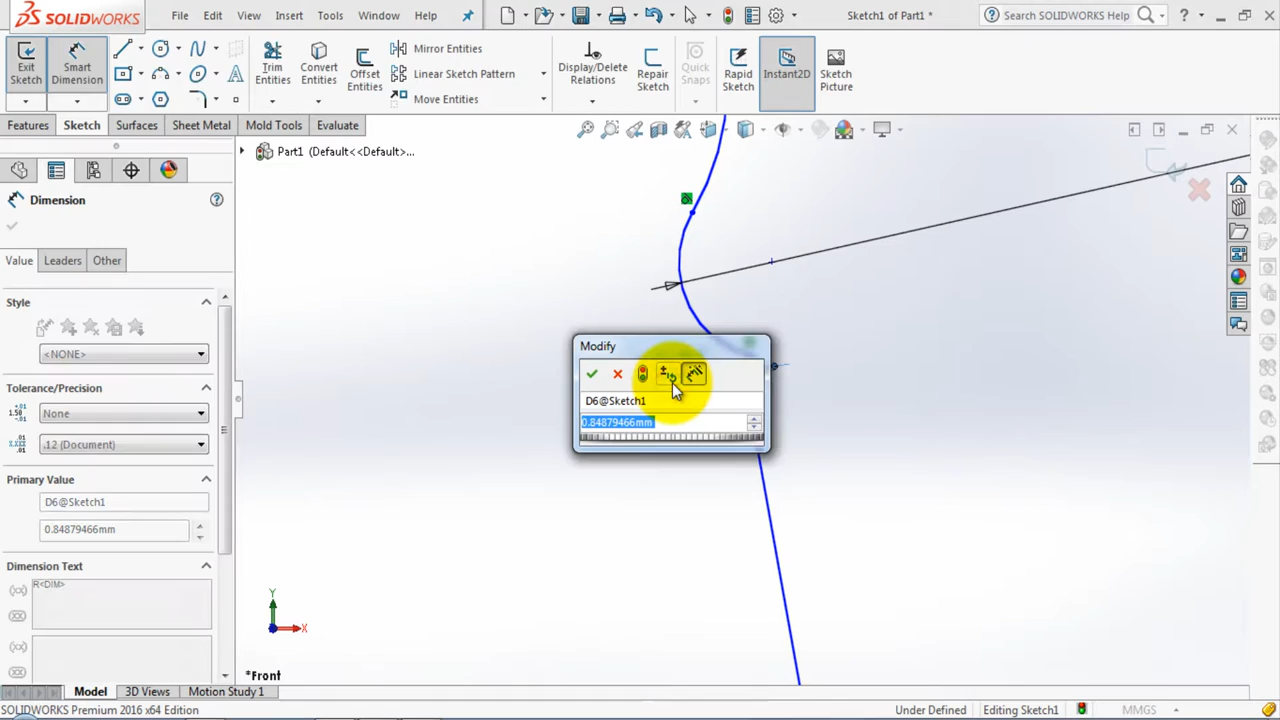 SOLIDWORKS File Edit View Insert Tools Window Help Sketch1 of Part1 * Search SOLIDWORKS Help
Exit Sketch Smart Dimension Trim Entities Convert Entities Offset Entities Mirror Entities Linear Sketch Pattern Move Entities Display/Delete Relations Repair Sketch Quick Snaps Rapid Sketch Instant2D Sketch Picture
Features Sketch Surfaces Sheet Metal Mold Tools Evaluate
Part1 (Default<<Default>...
Dimension
Value Leaders Other
Style
<NONE>
Tolerance/Precision
None
.12 (Document)
Primary Value
D6@Sketch1
0.84879466mm
Dimension Text
R<DIM>
Modify
D6@Sketch1
0.84879466mm
Y
X
*Front
Model 3D Views Motion Study 1
SOLIDWORKS Premium 2016 x64 Edition Under Defined Editing Sketch1 MMGS